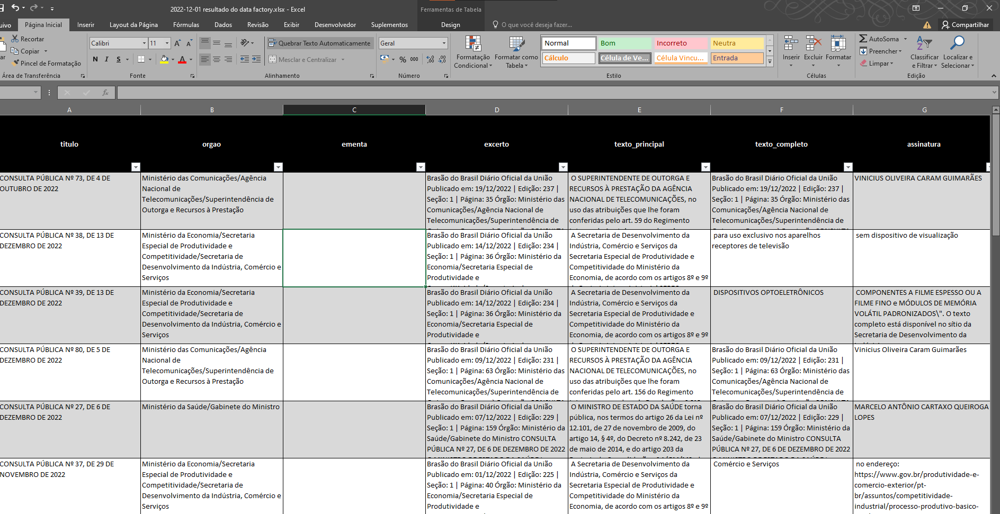 2022-12-01 resultado do data factory.xlsx - Excel
Ferramentas de Tabela
uivo
Página Inicial
Inserir
Layout da Página
Fórmulas
Dados
Revisão
Exibir
Desenvolvedor
Suplementos
Design
O que você deseja fazer...
Compartilhar
ar
Recortar
Copiar
Pincel de Formatação
Área de Transferência
Calibri
11
N I S
Fonte
Quebrar Texto Automaticamente
Mesclar e Centralizar
Alinhamento
Geral
% 000
Número
Formatação
Condicional
Formatar como
Tabela
Normal
Bom
Incorreto
Neutra
Cálculo
Célula de Ve...
Célula Vincu...
Entrada
Estilo
Inserir
Excluir
Formatar
Células
AutoSoma
Preencher
Limpar
Classificar
e Filtrar
Localizar e
Selecionar
Edição
fx
A
B
C
D
E
F
G
titulo
orgao
ementa
excerto
texto_principal
texto_completo
assinatura
CONSULTA PÚBLICA Nº 73, DE 4 DE
OUTUBRO DE 2022
Ministério das Comunicações/Agência
Nacional de
Telecomunicações/Superintendência de
Outorga e Recursos à Prestação
Brasão do Brasil Diário Oficial da União
Publicado em: 19/12/2022 | Edição: 237 |
Seção: 1 | Página: 35 Órgão: Ministério das
Comunicações/Agência Nacional de
Telecomunicações/Superintendência de
O SUPERINTENDENTE DE OUTORGA E
RECURSOS À PRESTAÇÃO DA AGÊNCIA
NACIONAL DE TELECOMUNICAÇÕES, no
uso das atribuições que lhe foram
conferidas pelo art. 59 do Regimento
Brasão do Brasil Diário Oficial da União
Publicado em: 19/12/2022 | Edição: 237 |
Seção: 1 | Página: 35 Órgão: Ministério das
Comunicações/Agência Nacional de
Telecomunicações/Superintendência de
VINICIUS OLIVEIRA CARAM GUIMARÃES
CONSULTA PÚBLICA Nº 38, DE 13 DE
DEZEMBRO DE 2022
Ministério da Economia/Secretaria
Especial de Produtividade e
Competitividade/Secretaria de
Desenvolvimento da Indústria, Comércio e
Serviços
Brasão do Brasil Diário Oficial da União
Publicado em: 14/12/2022 | Edição: 234 |
Seção: 1 | Página: 36 Órgão: Ministério da
Economia/Secretaria Especial de
Produtividade e
A Secretaria de Desenvolvimento da
Indústria, Comércio e Serviços da
Secretaria Especial de Produtividade e
Competitividade do Ministério da
Economia, de acordo com os artigos 8º e 9º
para uso exclusivo nos aparelhos
receptores de televisão
sem dispositivo de visualização
CONSULTA PÚBLICA Nº 39, DE 13 DE
DEZEMBRO DE 2022
Ministério da Economia/Secretaria
Especial de Produtividade e
Competitividade/Secretaria de
Desenvolvimento da Indústria, Comércio e
Serviços
Brasão do Brasil Diário Oficial da União
Publicado em: 14/12/2022 | Edição: 234 |
Seção: 1 | Página: 36 Órgão: Ministério da
Economia/Secretaria Especial de
Produtividade e
A Secretaria de Desenvolvimento da
Indústria, Comércio e Serviços da
Secretaria Especial de Produtividade e
Competitividade do Ministério da
Economia, de acordo com os artigos 8º e 9º
DISPOSITIVOS OPTOELETRÔNICOS
COMPONENTES A FILME ESPESSO OU A
FILME FINO e MÓDULOS DE MEMÓRIA
VOLÁTIL PADRONIZADOS\". O texto
completo está disponível no sítio da
Secretaria de Desenvolvimento da
CONSULTA PÚBLICA Nº 80, DE 5 DE
DEZEMBRO DE 2022
Ministério das Comunicações/Agência
Nacional de
Telecomunicações/Superintendência de
Outorga e Recursos à Prestação
Brasão do Brasil Diário Oficial da União
Publicado em: 09/12/2022 | Edição: 231 |
Seção: 1 | Página: 63 Órgão: Ministério das
Comunicações/Agência Nacional de
Telecomunicações/Superintendência de
O SUPERINTENDENTE DE OUTORGA E
RECURSOS À PRESTAÇÃO DA AGÊNCIA
NACIONAL DE TELECOMUNICAÇÕES, no
uso das atribuições que lhe foram
conferidas pelo art. 156 do Regimento
Brasão do Brasil Diário Oficial da União
Publicado em: 09/12/2022 | Edição: 231 |
Seção: 1 | Página: 63 Órgão: Ministério das
Comunicações/Agência Nacional de
Telecomunicações/Superintendência de
Vinicius Oliveira Caram Guimarães
CONSULTA PÚBLICA Nº 27, DE 6 DE
DEZEMBRO DE 2022
Ministério da Saúde/Gabinete do Ministro
Brasão do Brasil Diário Oficial da União
Publicado em: 07/12/2022 | Edição: 229 |
Seção: 1 | Página: 159 Órgão: Ministério da
Saúde/Gabinete do Ministro CONSULTA
PÚBLICA Nº 27, DE 6 DE DEZEMBRO DE 2022
O MINISTRO DE ESTADO DA SAÚDE torna
pública, nos termos do artigo 26 da Lei nº
12.101, de 27 de novembro de 2009, do
artigo 14, § 4º, do Decreto nº 8.242, de 23
de maio de 2014, e do artigo 203 da
Brasão do Brasil Diário Oficial da União
Publicado em: 07/12/2022 | Edição: 229 |
Seção: 1 | Página: 159 Órgão: Ministério da
Saúde/Gabinete do Ministro CONSULTA
PÚBLICA Nº 27, DE 6 DE DEZEMBRO DE 2022
MARCELO ANTÔNIO CARTAXO QUEIROGA
LOPES
CONSULTA PÚBLICA Nº 37, DE 29 DE
NOVEMBRO DE 2022
Ministério da Economia/Secretaria
Especial de Produtividade e
Competitividade/Secretaria de
Desenvolvimento da Indústria, Comércio e
Serviços
Brasão do Brasil Diário Oficial da União
Publicado em: 01/12/2022 | Edição: 225 |
Seção: 1 | Página: 40 Órgão: Ministério da
Economia/Secretaria Especial de
Produtividade e
A Secretaria de Desenvolvimento da
Indústria, Comércio e Serviços da
Secretaria Especial de Produtividade e
Competitividade do Ministério da
Economia, de acordo com os artigos 8º e 9º
Comércio e Serviços
no endereço:
https://www.gov.br/produtividade-e-
comercio-exterior/pt-
br/assuntos/competitividade-
industrial/processo-produtivo-basico-